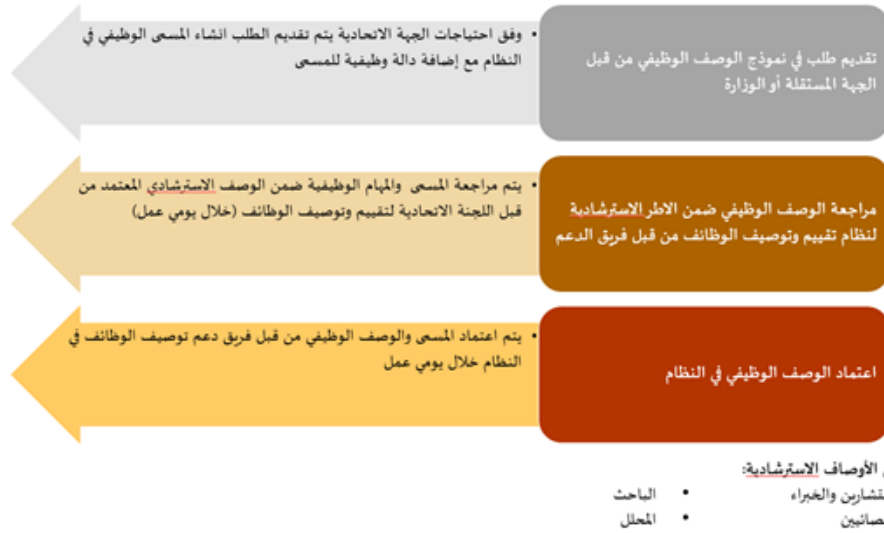 تقديم طلب في نموذج الوصف الوظيفي من قبل
الجهة المستقلة أو الوزارة
• وفق احتياجات الجهة الاتحادية يتم تقديم الطلب انشاء المسمى الوظيفي في
النظام مع إضافة دالة وظيفية للمسمى
مراجعة الوصف الوظيفي ضمن الاطر الاسترشادية
لنظام تقييم وتوصيف الوظائف من قبل فريق الدعم
• يتم مراجعة المسمى والمهام الوظيفية ضمن الوصف الاسترشادي المعتمد من
قبل اللجنة الاتحادية لتقييم وتوصيف الوظائف (خلال يومي عمل)
اعتماد الوصف الوظيفي في النظام
• يتم اعتماد المسمى والوصف الوظيفي من قبل فريق دعم توصيف الوظائف في
النظام خلال يومي عمل
الأوصاف الاسترشادية:
والخبراء
• الباحث
• المحلل